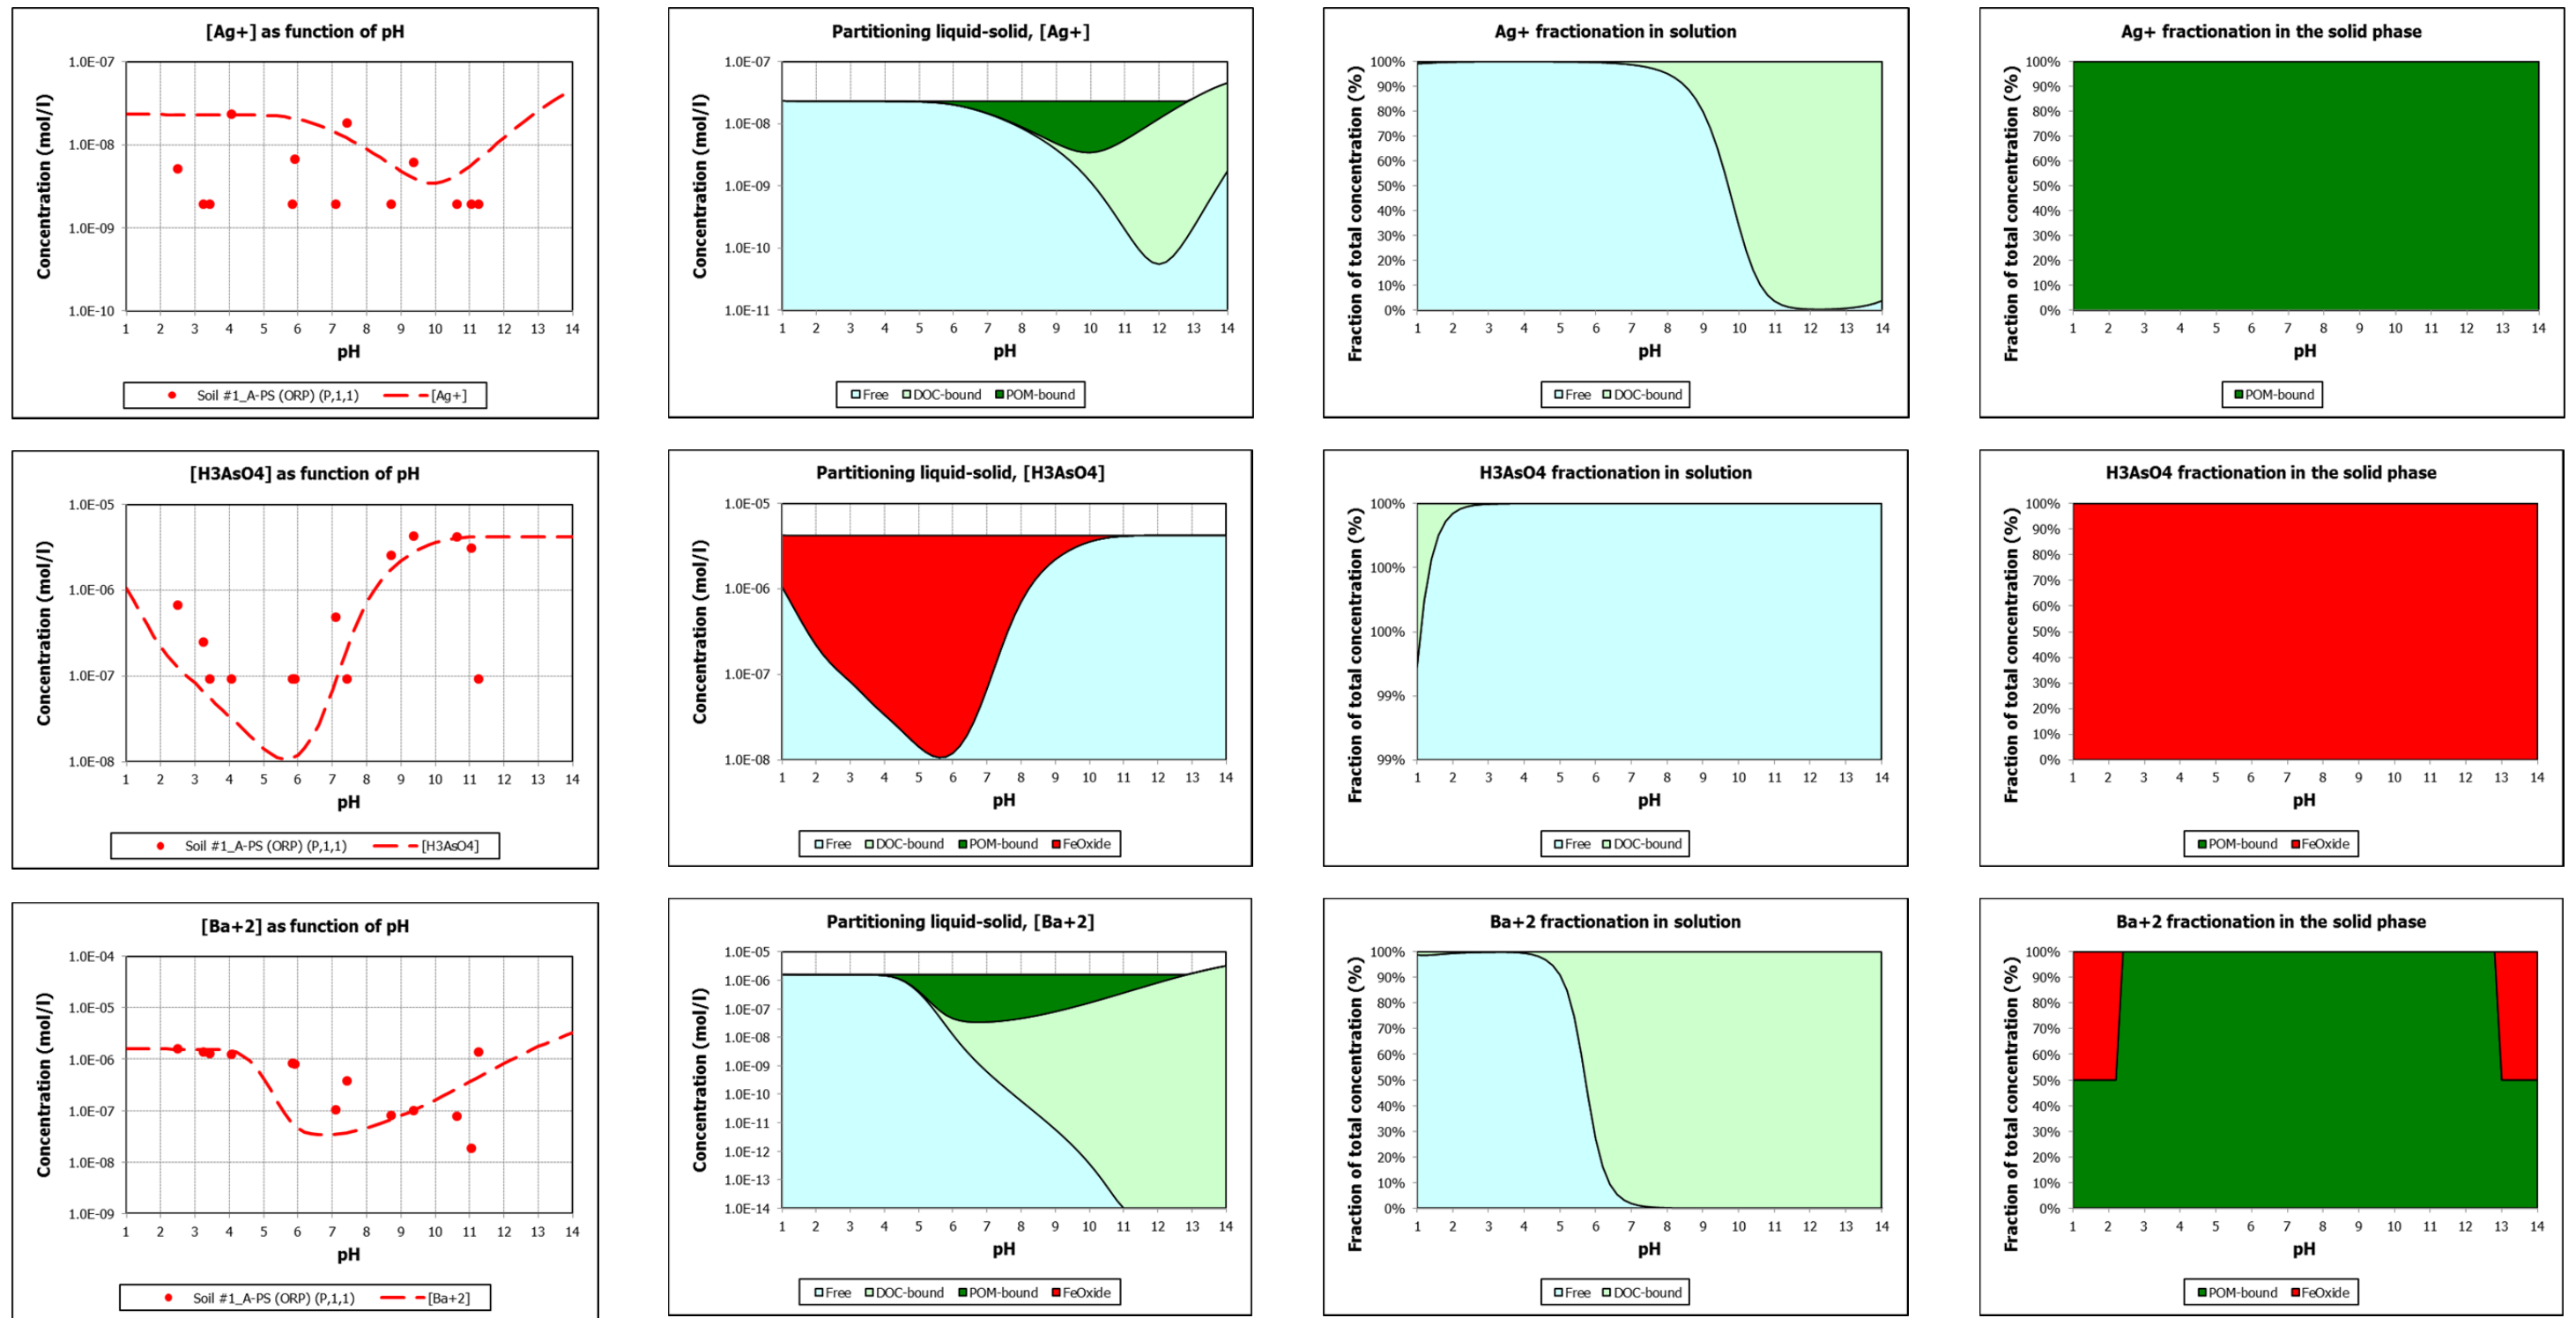 [Ag+] as function of pH
Concentration (mol/l)
1.0E-07
1.0E-08
1.0E-09
1.0E-10
1 2 3 4 5 6 7 8 9 10 11 12 13 14
pH
Soil #1_A-PS (ORP) (P,1,1) [Ag+]
Partitioning liquid-solid, [Ag+]
Concentration (mol/l)
1.0E-07
1.0E-08
1.0E-09
1.0E-10
1.0E-11
1 2 3 4 5 6 7 8 9 10 11 12 13 14
pH
Free DOC-bound POM-bound
Ag+ fractionation in solution
Fraction of total concentration (%)
100%
90%
80%
70%
60%
50%
40%
30%
20%
10%
0%
1 2 3 4 5 6 7 8 9 10 11 12 13 14
pH
Free DOC-bound
Ag+ fractionation in the solid phase
Fraction of total concentration (%)
100%
90%
80%
70%
60%
50%
40%
30%
20%
10%
0%
1 2 3 4 5 6 7 8 9 10 11 12 13 14
pH
POM-bound
[H3AsO4] as function of pH
Concentration (mol/l)
1.0E-05
1.0E-06
1.0E-07
1.0E-08
1 2 3 4 5 6 7 8 9 10 11 12 13 14
pH
Soil #1_A-PS (ORP) (P,1,1) [H3AsO4]
Partitioning liquid-solid, [H3AsO4]
Concentration (mol/l)
1.0E-05
1.0E-06
1.0E-07
1.0E-08
1 2 3 4 5 6 7 8 9 10 11 12 13 14
pH
Free DOC-bound POM-bound FeOxide
H3AsO4 fractionation in solution
Fraction of total concentration (%)
100%
100%
100%
99%
99%
1 2 3 4 5 6 7 8 9 10 11 12 13 14
pH
Free DOC-bound
H3AsO4 fractionation in the solid phase
Fraction of total concentration (%)
100%
90%
80%
70%
60%
50%
40%
30%
20%
10%
0%
1 2 3 4 5 6 7 8 9 10 11 12 13 14
pH
POM-bound FeOxide
[Ba+2] as function of pH
Concentration (mol/l)
1.0E-04
1.0E-05
1.0E-06
1.0E-07
1.0E-08
1.0E-09
1 2 3 4 5 6 7 8 9 10 11 12 13 14
pH
Soil #1_A-PS (ORP) (P,1,1) [Ba+2]
Partitioning liquid-solid, [Ba+2]
Concentration (mol/l)
1.0E-05
1.0E-06
1.0E-07
1.0E-08
1.0E-09
1.0E-10
1.0E-11
1.0E-12
1.0E-13
1.0E-14
1 2 3 4 5 6 7 8 9 10 11 12 13 14
pH
Free DOC-bound POM-bound FeOxide
Ba+2 fractionation in solution
Fraction of total concentration (%)
100%
90%
80%
70%
60%
50%
40%
30%
20%
10%
0%
1 2 3 4 5 6 7 8 9 10 11 12 13 14
pH
Free DOC-bound
Ba+2 fractionation in the solid phase
Fraction of total concentration (%)
100%
90%
80%
70%
60%
50%
40%
30%
20%
10%
0%
1 2 3 4 5 6 7 8 9 10 11 12 13 14
pH
POM-bound FeOxide